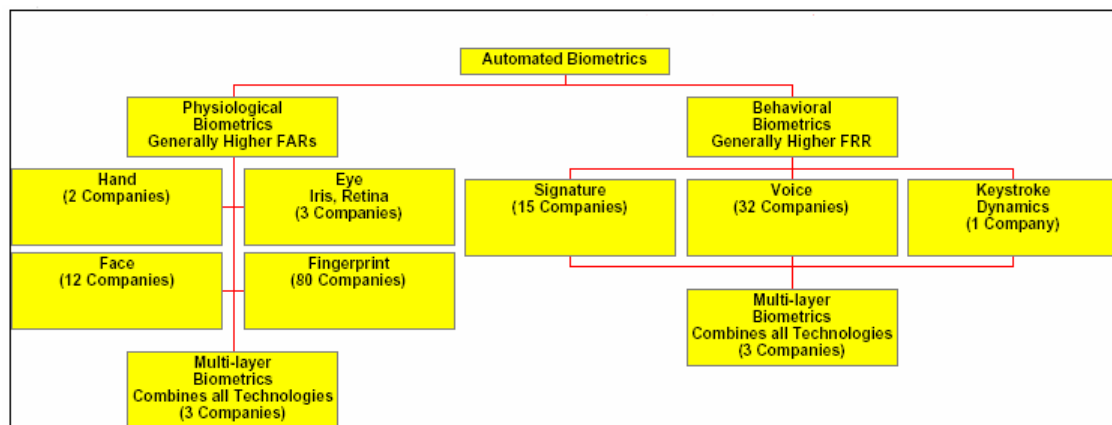 Automated Biometrics
Physiological
Biometrics
Generally Higher FARs
Behavioral
Biometrics
Generally Higher FRR
Hand
(2 Companies)
Eye
Iris, Retina
(3 Companies)
Signature
(15 Companies)
Voice
(32 Companies)
Keystroke
Dynamics
(1 Company)
Face
(12 Companies)
Fingerprint
(80 Companies)
Multi-layer
Biometrics
Combines all Technologies
(3 Companies)
Multi-layer
Biometrics
Combines all Technologies
(3 Companies)